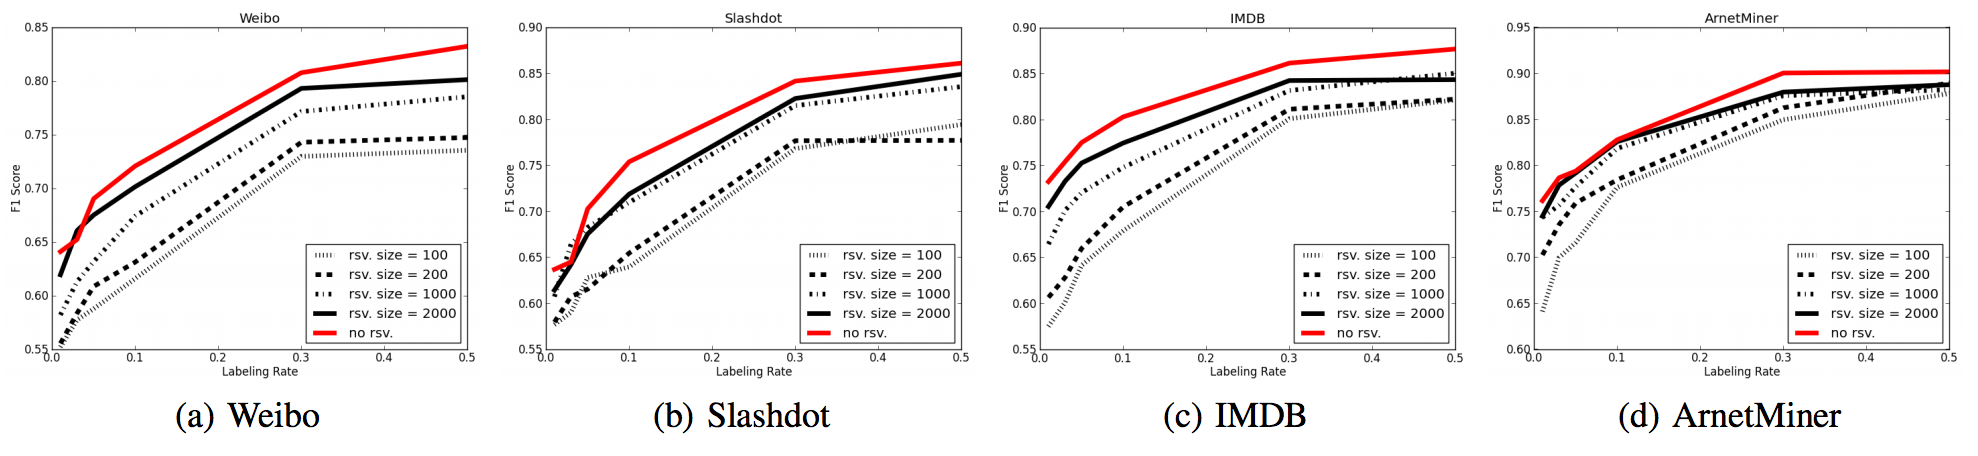 Weibo
0.85
0.80
0.75
0.70
0.65
0.60
0.55
F1 Score
0.0 0.1 0.2 0.3 0.4 0.5
Labeling Rate
rsv. size = 100
rsv. size = 200
rsv. size = 1000
rsv. size = 2000
no rsv.
(a) Weibo
Slashdot
0.90
0.85
0.80
0.75
0.70
0.65
0.60
0.55
F1 Score
0.0 0.1 0.2 0.3 0.4 0.5
Labeling Rate
rsv. size = 100
rsv. size = 200
rsv. size = 1000
rsv. size = 2000
no rsv.
(b) Slashdot
IMDB
0.90
0.85
0.80
0.75
0.70
0.65
0.60
0.55
F1 Score
0.0 0.1 0.2 0.3 0.4 0.5
Labeling Rate
rsv. size = 100
rsv. size = 200
rsv. size = 1000
rsv. size = 2000
no rsv.
(c) IMDB
ArnetMiner
0.95
0.90
0.85
0.80
0.75
0.70
0.65
0.60
F1 Score
0.0 0.1 0.2 0.3 0.4 0.5
Labeling Rate
rsv. size = 100
rsv. size = 200
rsv. size = 1000
rsv. size = 2000
no rsv.
(d) ArnetMiner